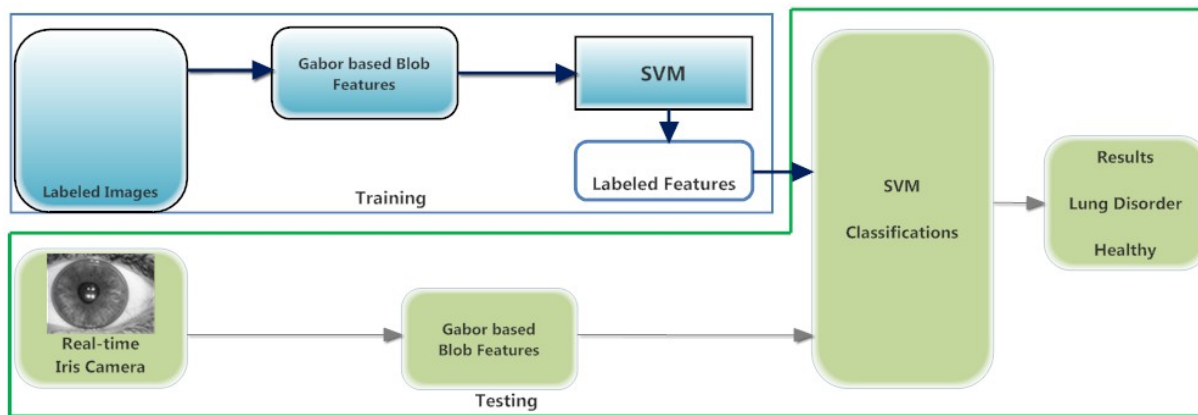 Labeled Images
Gabor based Blob
Features
SVM
Labeled Features
Training
Real-time
Iris Camera
Gabor based
Blob Features
Testing
SVM
Classifications
Results
Lung Disorder
Healthy